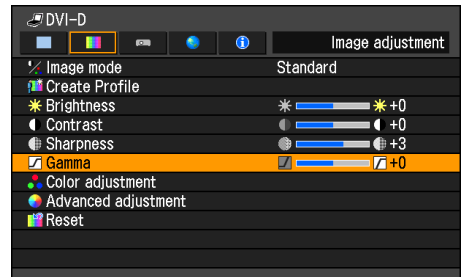 DVI-D
Image adjustment
Image mode Standard
Create Profile
Brightness +0
Contrast +0
Sharpness +3
Gamma +0
Color adjustment
Advanced adjustment
Reset